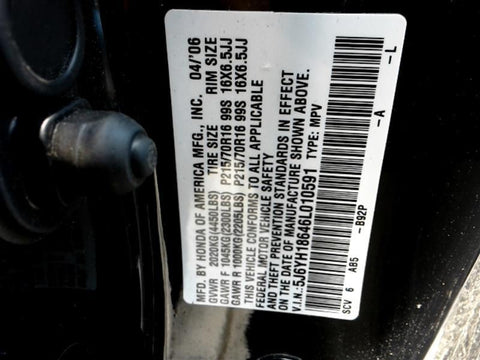 MFD. BY HONDA OF AMERICA MFG., INC. 04/'06
TIRE SIZE RIM SIZE
GVWR 2020KG(4450LBS)
GAWR F 1045KG(2300LBS) P215/70R16 99S 16X6.5JJ
GAWR R 1000KG(2205LBS) P215/70R16 99S 16X6.5JJ
THIS VEHICLE CONFORMS TO ALL APPLICABLE
FEDERAL MOTOR VEHICLE SAFETY
BUMPER AND THEFT PREVENTION STANDARDS IN EFFECT
ON THE DATE OF MANUFACTURE SHOWN ABOVE.
V.I.N.: 5J6YH18646L010591 TYPE: MPV
SCV 6 AB5 -B92P -A -L